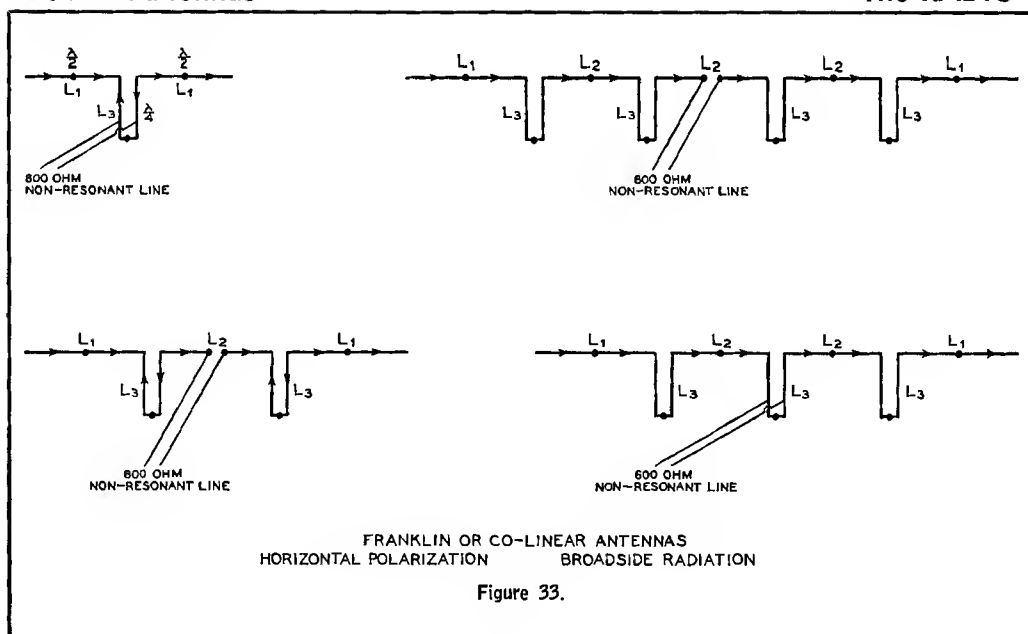 λ/2
λ/2
L1
L1
L3
λ/4
600 OHM
NON-RESONANT LINE
L1
L2
L2
L2
L1
L3
L3
L3
L3
600 OHM
NON-RESONANT LINE
L1
L2
L1
L3
L3
600 OHM
NON-RESONANT LINE
L1
L2
L2
L1
L3
L3
L3
600 OHM
NON-RESONANT LINE
FRANKLIN OR CO-LINEAR ANTENNAS
HORIZONTAL POLARIZATION BROADSIDE RADIATION
Figure 33.